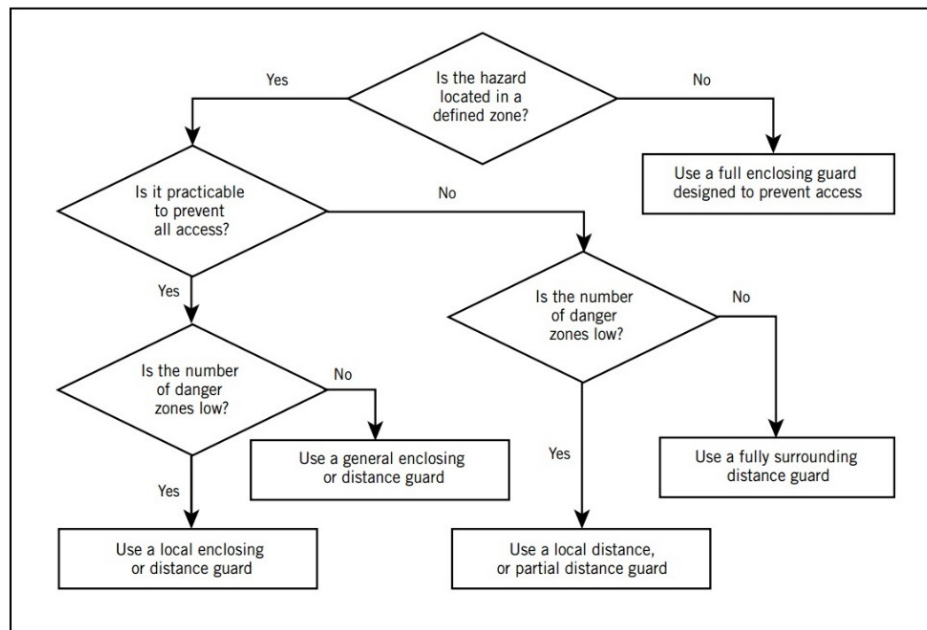 Is the hazard
located in a
defined zone?
Yes
No
Use a full enclosing guard
designed to prevent access
Is it practicable
to prevent
all access?
No
Yes
Is the number
of danger
zones low?
No
Is the number
of danger
zones low?
No
Use a general enclosing
or distance guard
Use a fully surrounding
distance guard
Yes
Yes
Use a local enclosing
or distance guard
Use a local distance,
or partial distance guard